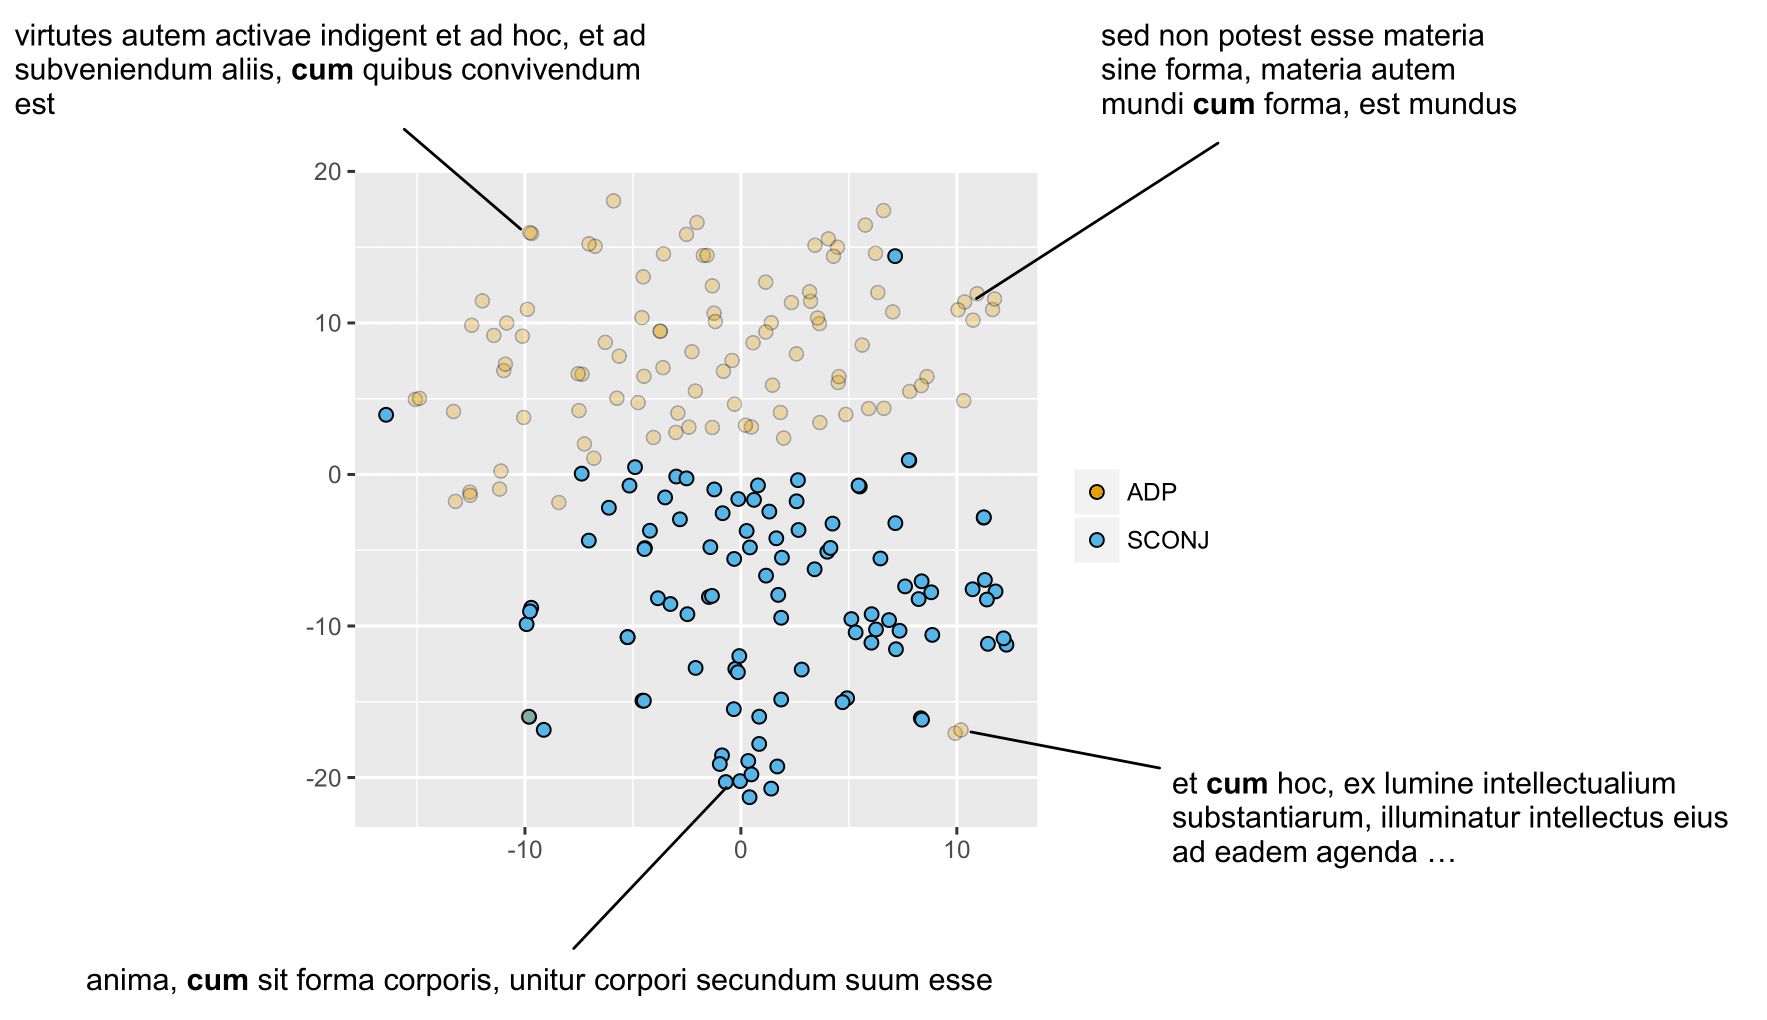 virtutes autem activae indigent et ad hoc, et ad
subveniendum aliis, cum quibus convivendum
est
sed non potest esse materia
sine forma, materia autem
mundi cum forma, est mundus
20
10
0
-10
-20
-10
0
10
ADP
SCONJ
et cum hoc, ex lumine intellectualium
substantiarum, illuminatur intellectus eius
ad eadem agenda …
anima, cum sit forma corporis, unitur corpori secundum suum esse